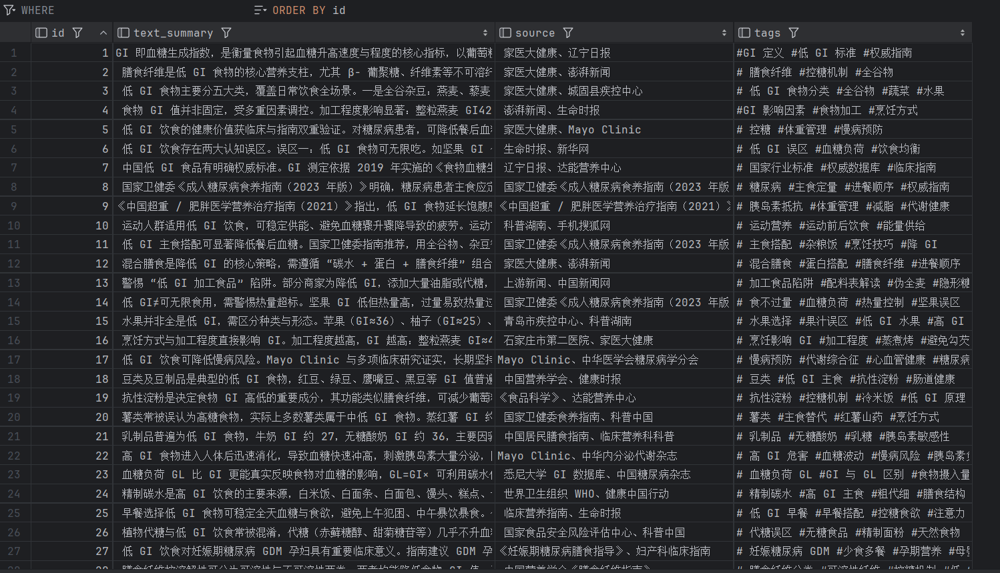 WHERE ORDER BY id
id text_summary source tags
1 1 GI 即血糖生成指数，是衡量食物引起血糖升高速度与程度的核心指标，以葡萄糖 家医大健康、辽宁日报 #GI 定义 #低 GI 标准 #权威指南
2 2 膳食纤维是低 GI 食物的核心营养支柱，尤其 β- 葡聚糖、纤维素等不可溶纤 家医大健康、澎湃新闻 # 膳食纤维 #控糖机制 #全谷物
3 3 低 GI 食物主要分五大类，覆盖日常饮食全场景。一是全谷杂豆：燕麦、藜麦 家医大健康、城固县疾控中心 # 低 GI 食物分类 #全谷物 #蔬菜 #水果
4 4 食物 GI 值并非固定，受多重因素调控。加工程度影响显著：整粒燕麦 GI42 澎湃新闻、生命时报 #GI 影响因素 #食物加工 #烹饪方式
5 5 低 GI 饮食的健康价值获临床与指南双重验证。对糖尿病患者，可降低餐后血糖 家医大健康、Mayo Clinic # 控糖 #体重管理 #慢病预防
6 6 低 GI 饮食存在两大认知误区。误区一：低 GI 食物可无限吃。如坚果 GI 生命时报、新华网 # 低 GI 误区 #血糖负荷 #饮食均衡
7 7 中国低 GI 食品有明确权威标准。GI 测定依据 2019 年实施的《食物血糖生 辽宁日报、达能营养中心 # 国家行业标准 #权威数据库 #临床指南
8 8 国家卫健委《成人糖尿病食养指南（2023 年版）》明确，糖尿病患者主食应定 国家卫健委《成人糖尿病食养指南（2023 年版 # 糖尿病 #主食定量 #进餐顺序 #权威指南
9 9 《中国超重 / 肥胖医学营养治疗指南（2021）》指出，低 GI 食物延长饱腹感 《中国超重 / 肥胖医学营养治疗指南（2021）》 # 胰岛素抵抗 #体重管理 #减脂 #代谢健康
10 10 运动人群适用低 GI 饮食，可稳定供能、避免血糖骤升骤降导致的疲劳。运动前 科普湖南、手机搜狐网 # 运动营养 #运动前后饮食 #能量供给
11 11 低 GI 主食搭配可显著降低餐后血糖。国家卫健委指南推荐，用全谷物、杂豆 国家卫健委《成人糖尿病食养指南（2023 年版 # 主食搭配 #杂粮饭 #烹饪技巧 #降 GI
12 12 混合膳食是降低 GI 的核心策略，需遵循 “碳水 + 蛋白 + 膳食纤维” 组合 家医大健康、澎湃新闻 # 混合膳食 #蛋白搭配 #膳食纤维 #进餐顺序
13 13 警惕 “低 GI 加工食品” 陷阱。部分商家为降低 GI，添加大量油脂或代糖， 上游新闻、中国新闻网 # 加工食品陷阱 #配料表解读 #伪全麦 #隐形糖
14 14 低 GI≠可无限食用，需警惕热量超标。坚果 GI 低但热量高，过量易致热量过 国家卫健委《成人糖尿病食养指南（2023 年版 # 食不过量 #血糖负荷 #热量控制 #坚果误区
15 15 水果并非全是低 GI，需区分种类与形态。苹果（GI≈36）、柚子（GI≈25）、 青岛市疾控中心、科普湖南 # 水果选择 #果汁误区 #低 GI 水果 #高 GI
16 16 烹饪方式与加工程度直接影响 GI。加工程度越高，GI 越高：整粒燕麦 GI≈4 石家庄市第二医院、家医大健康 # 烹饪影响 GI #加工程度 #蒸煮烤 #避免勾芡
17 17 低 GI 饮食可降低慢病风险。Mayo Clinic 与多项临床研究证实，长期坚持 Mayo Clinic、中华医学会糖尿病学分会 # 慢病预防 #代谢综合征 #心血管健康 #糖尿病
18 18 豆类及豆制品是典型的低 GI 食物，红豆、绿豆、鹰嘴豆、黑豆等 GI 值普遍 中国营养学会、健康时报 # 豆类 #低 GI 主食 #抗性淀粉 #肠道健康
19 19 抗性淀粉是决定食物 GI 高低的重要成分，其功能类似膳食纤维，可减少葡萄糖 《食品科学》、达能营养中心 # 抗性淀粉 #控糖机制 #冷米饭 #低 GI 原理
20 20 薯类常被误认为高糖食物，实际上多数薯类属于中低 GI 食物。蒸红薯 GI 约 国家卫健委食养指南、科普中国 # 薯类 #主食替代 #红薯山药 #烹饪方式
21 21 乳制品普遍为低 GI 食物，牛奶 GI 约 27，无糖酸奶 GI 约 36，主要因乳 中国居民膳食指南、临床营养科科普 # 乳制品 #无糖酸奶 #乳糖 #胰岛素敏感性
22 22 高 GI 食物进入人体后迅速消化，导致血糖快速冲高，刺激胰岛素大量分泌， Mayo Clinic、中华内分泌代谢杂志 # 高 GI 危害 #血糖波动 #慢病风险 #胰岛素负
23 23 血糖负荷 GL 比 GI 更能真实反映食物对血糖的影响，GL=GI× 可利用碳水化 悉尼大学 GI 数据库、中国糖尿病杂志 # 血糖负荷 GL #GI 与 GL 区别 #食物摄入量
24 24 精制碳水是高 GI 饮食的主要来源，白米饭、白面条、白面包、馒头、糕点、 世界卫生组织 WHO、健康中国行动 # 精制碳水 #高 GI 主食 #粗代细 #膳食结构
25 25 早餐选择低 GI 食物可稳定全天血糖与食欲，避免上午犯困、中午暴饮暴食。 临床营养指南、生命时报 # 低 GI 早餐 #早餐搭配 #控糖食欲 #注意力
26 26 植物代糖与低 GI 饮食常被混淆，代糖（赤藓糖醇、甜菊糖苷等）几乎不升血糖 国家食品安全风险评估中心、科普中国 # 代糖误区 #无糖食品 #精制面粉 #天然食物
27 27 低 GI 饮食对妊娠期糖尿病 GDM 孕妇具有重要临床意义。指南建议 GDM 孕 《妊娠期糖尿病膳食指导》、妇产科临床指南 # 妊娠糖尿病 GDM #少食多餐 #孕期营养 #母婴